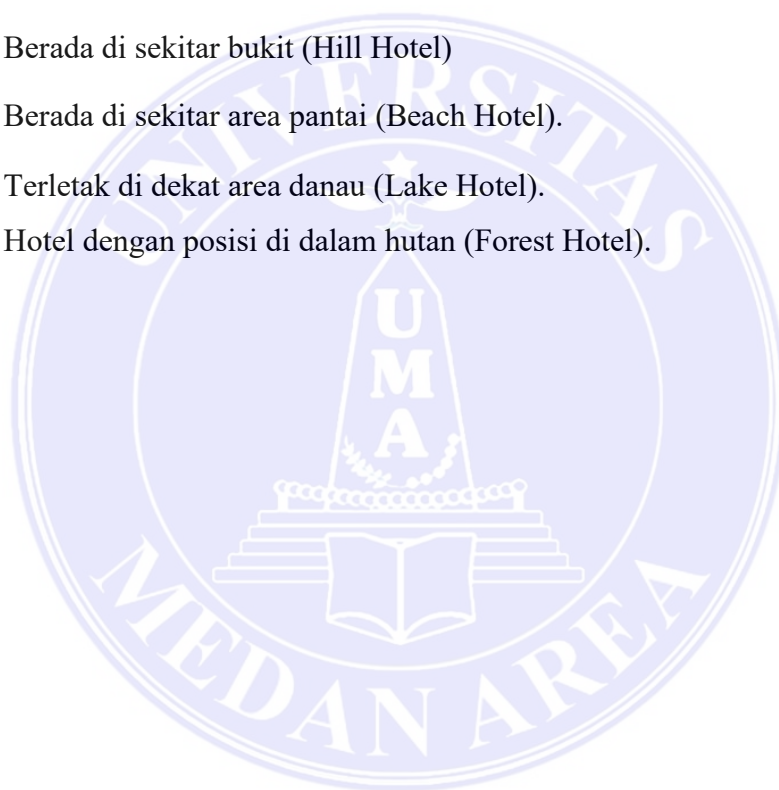 Berada di sekitar bukit (Hill Hotel)
Berada di sekitar area pantai (Beach Hotel).
Terletak di dekat area danau (Lake Hotel).
Hotel dengan posisi di dalam hutan (Forest Hotel).
UNIVERSITAS
UMA
MEDAN AREA